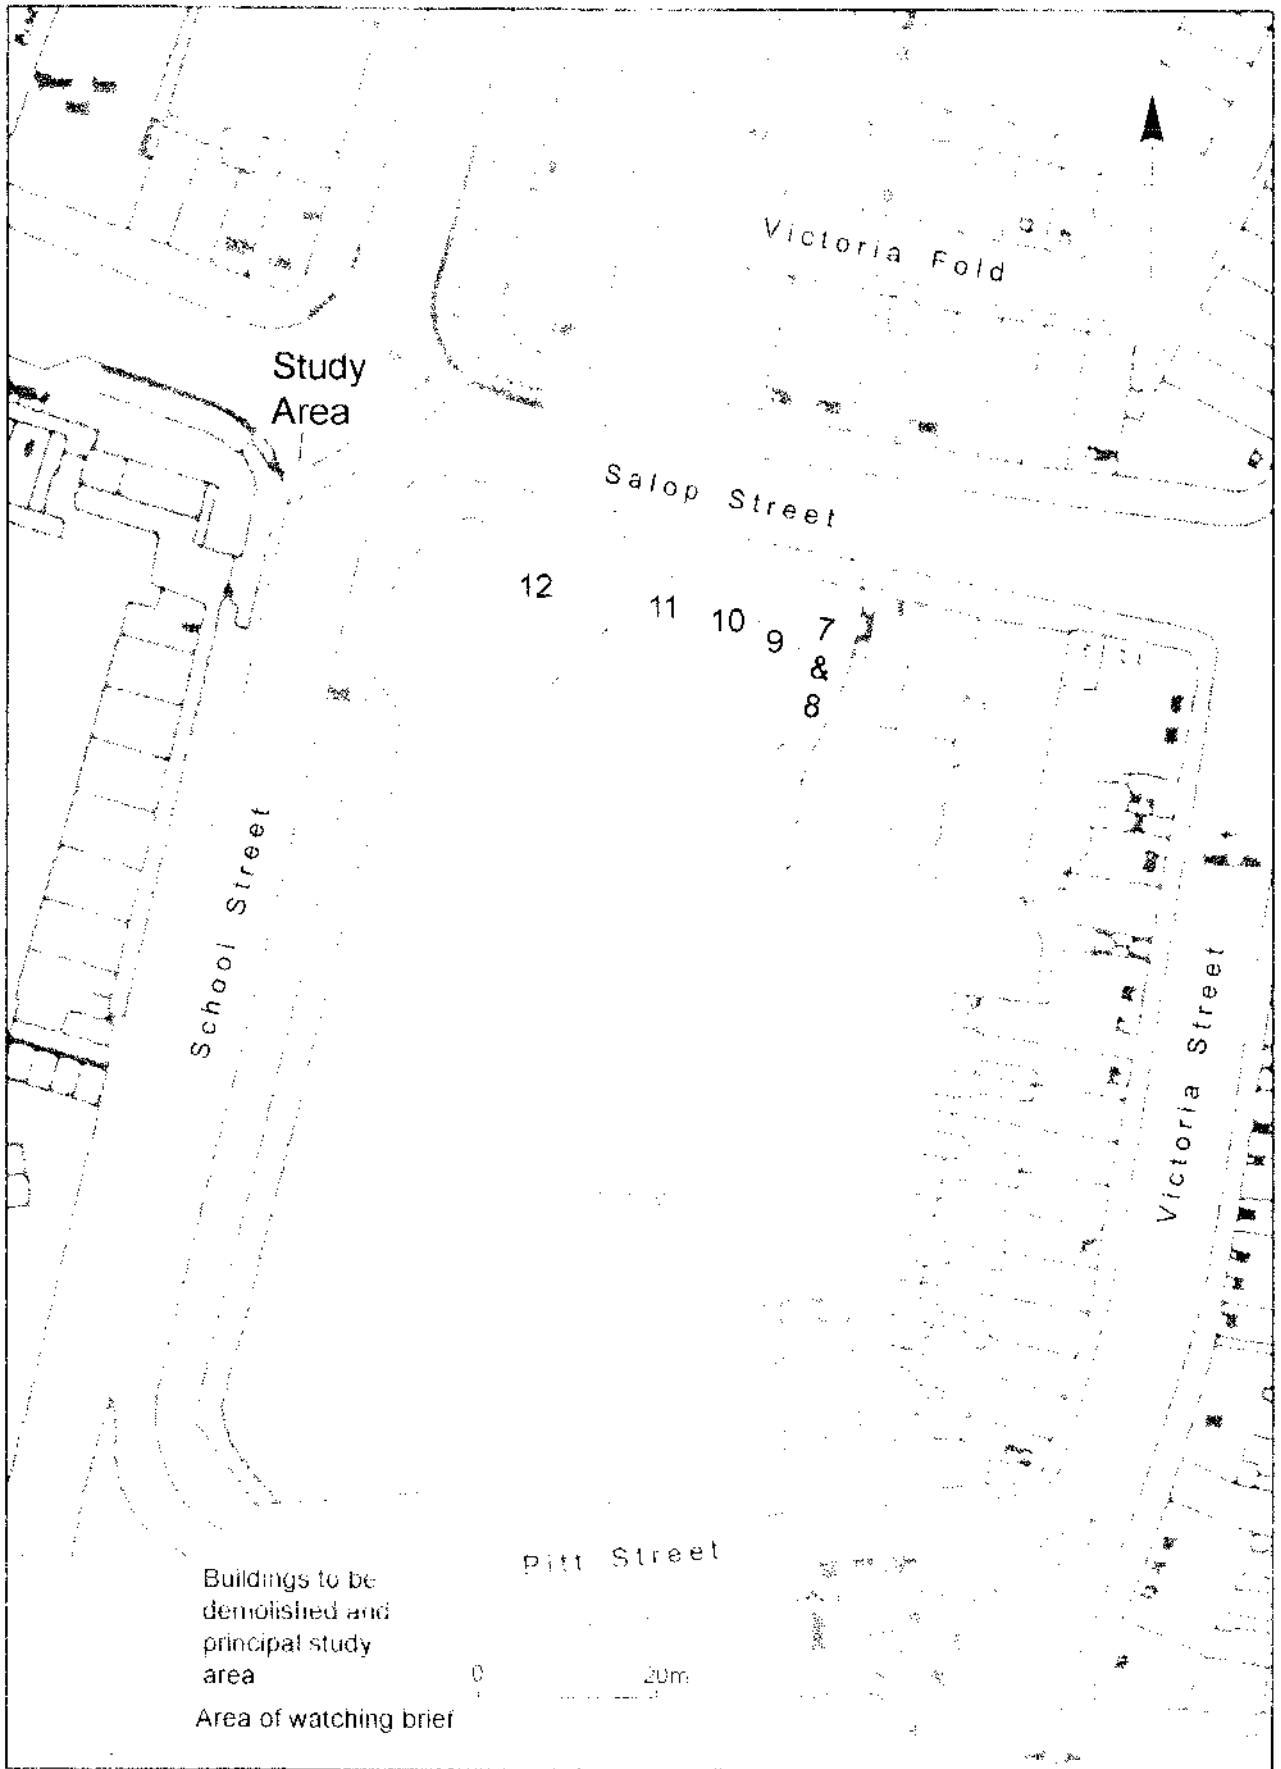 Victoria Fold
Study
Area
Salop Street
12
11
10
9
7
&
8
School Street
Victoria Street
Pitt Street
Buildings to be
demolished and
principal study
area
0 20m
Area of watching brief